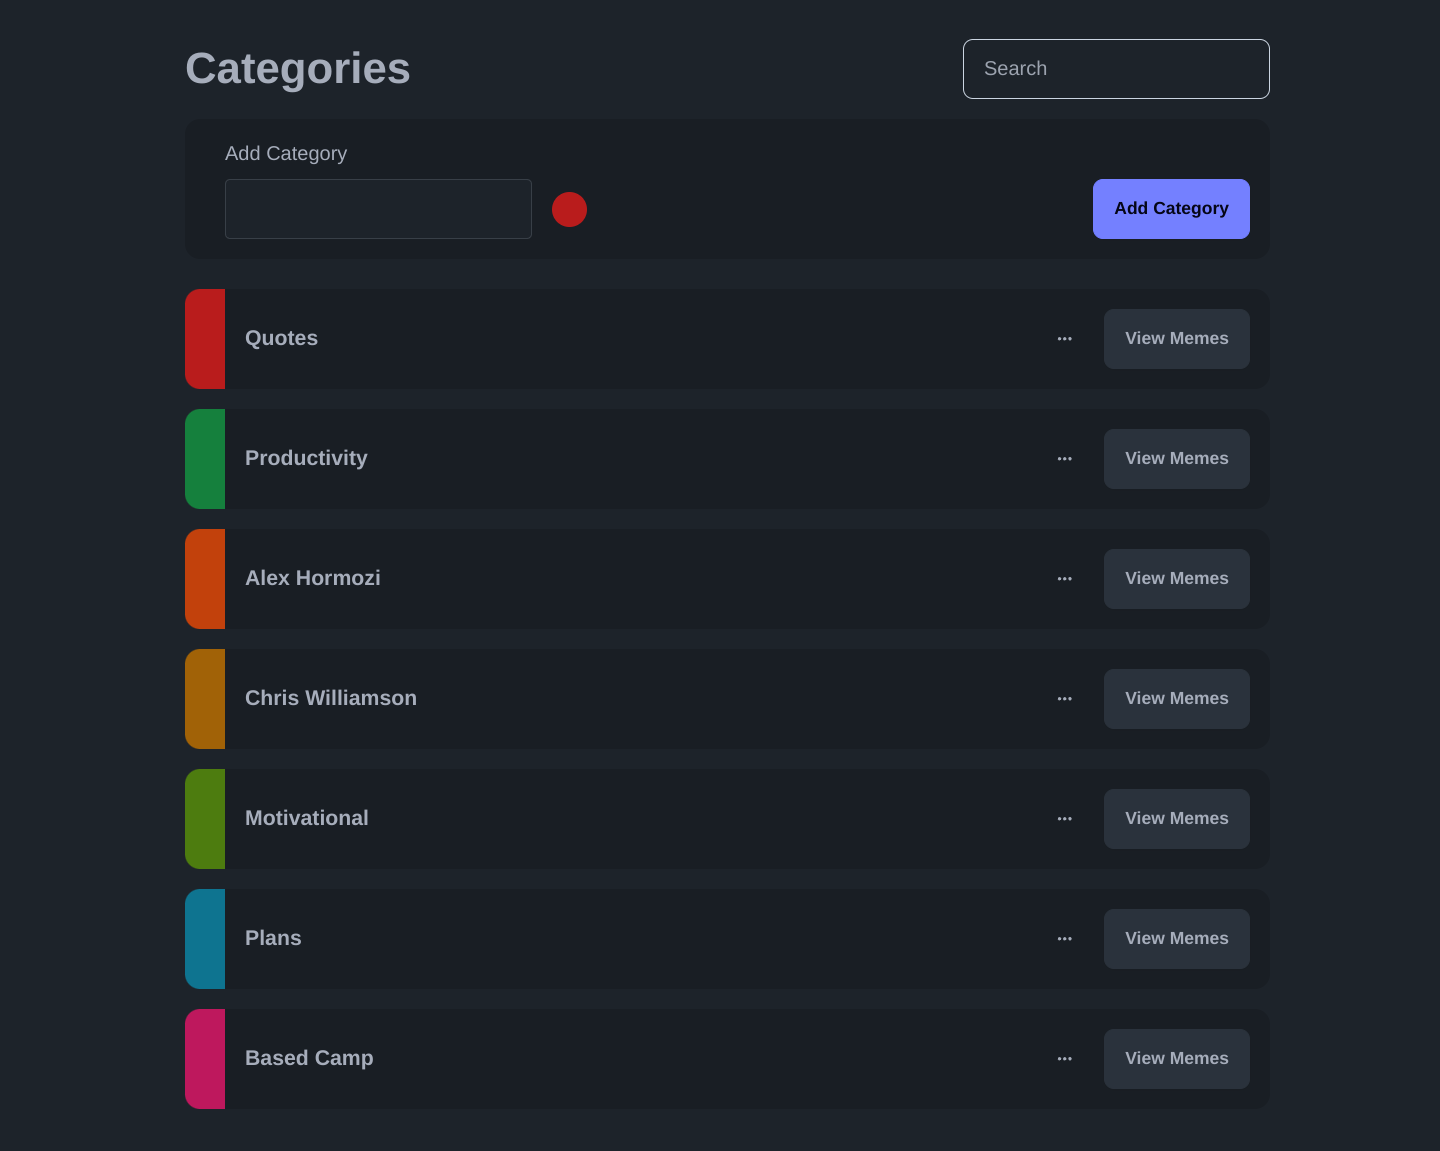 Categories
Search
Add Category
Add Category
Quotes
View Memes
Productivity
View Memes
Alex Hormozi
View Memes
Chris Williamson
View Memes
Motivational
View Memes
Plans
View Memes
Based Camp
View Memes